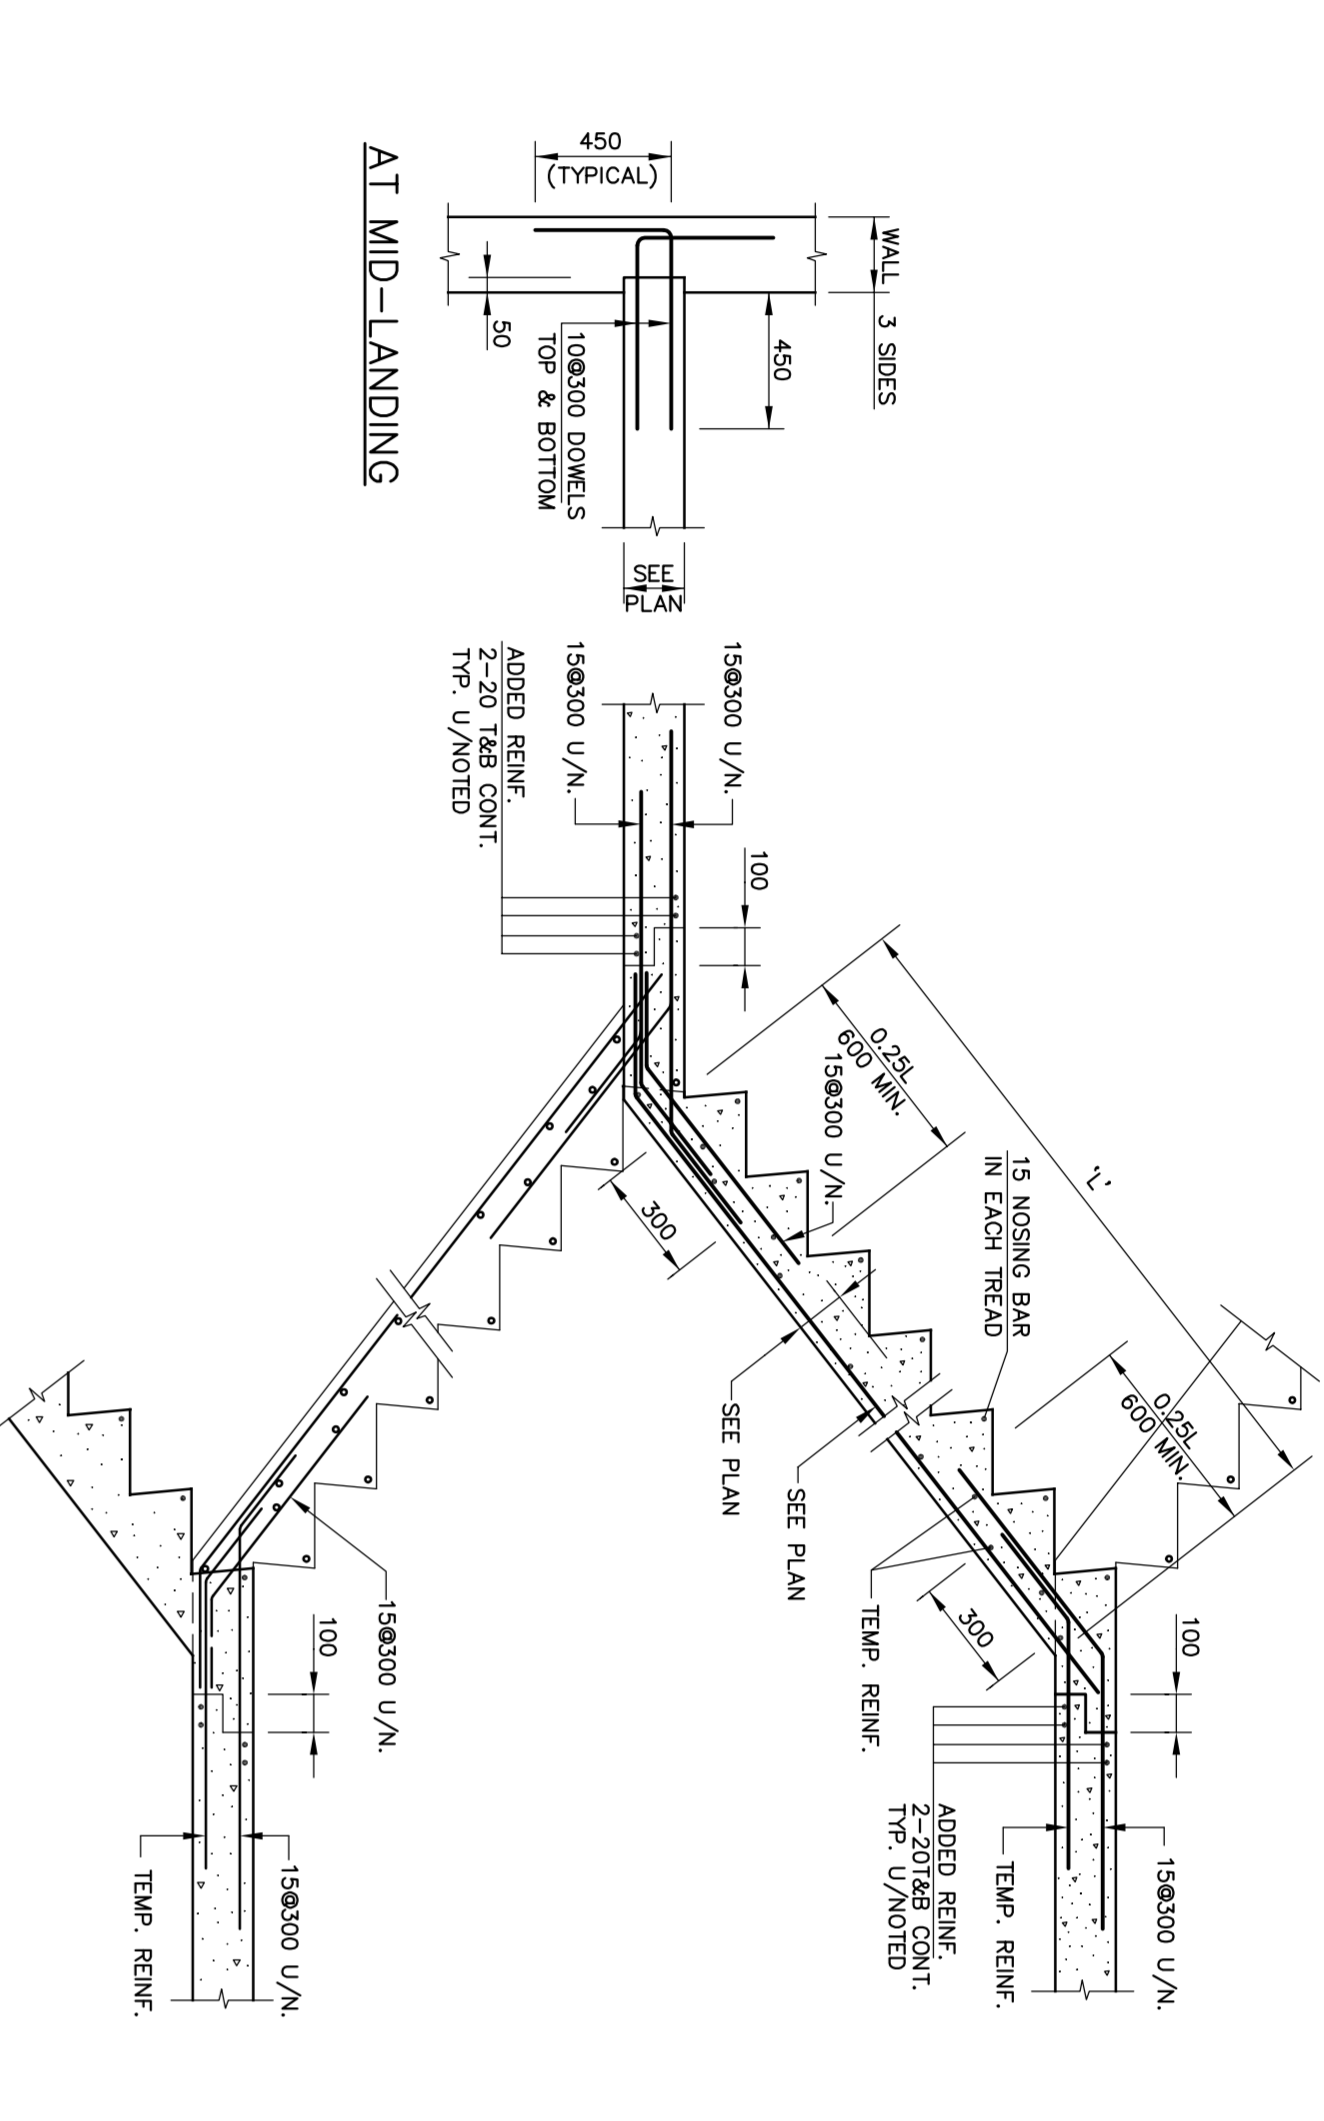 WALL 3 SIDES
450
(TYPICAL)
450
50
10@300 DOWELS
TOP & BOTTOM
SEE
PLAN
AT MID-LANDING
15@300 U/N.
15@300 U/N.
ADDED REINF.
2-20 T&B CONT.
TYP. U/NOTED
100
0.25L
600 MIN.
15@300 U/N.
'L'
15 NOSING BAR
IN EACH TREAD
0.25L
600 MIN.
300
SEE PLAN
SEE PLAN
300
TEMP. REINF.
100
15@300 U/N.
TEMP. REINF.
ADDED REINF.
2-20T&B CONT.
TYP. U/NOTED
15@300 U/N.
100
15@300 U/N.
TEMP. REINF.